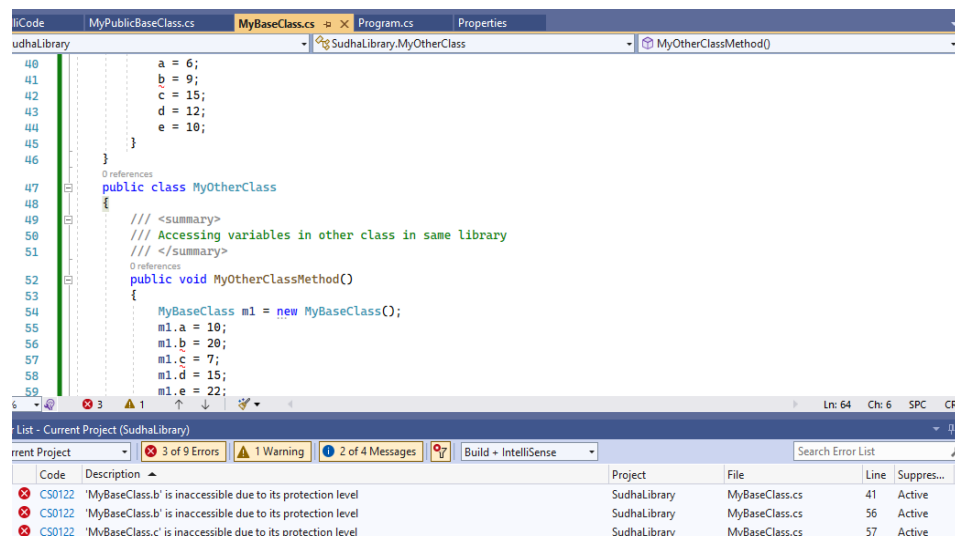 liCode MyPublicBaseClass.cs MyBaseClass.cs Program.cs Properties
udhaLibrary SudhaLibrary.MyOtherClass MyOtherClassMethod()
40 a = 6;
41 b = 9;
42 c = 15;
43 d = 12;
44 e = 10;
45 }
46 }
0 references
47 public class MyOtherClass
48 {
49 /// <summary>
50 /// Accessing variables in other class in same library
51 /// </summary>
0 references
52 public void MyOtherClassMethod()
53 {
54 MyBaseClass m1 = new MyBaseClass();
55 m1.a = 10;
56 m1.b = 20;
57 m1.c = 7;
58 m1.d = 15;
59 m1.e = 22;
% 3 1 Ln: 64 Ch: 6 SPC CR
r List - Current Project (SudhaLibrary)
rrent Project 3 of 9 Errors 1 Warning 2 of 4 Messages Build + IntelliSense Search Error List
Code Description Project File Line Suppres...
CS0122 'MyBaseClass.b' is inaccessible due to its protection level SudhaLibrary MyBaseClass.cs 41 Active
CS0122 'MyBaseClass.b' is inaccessible due to its protection level SudhaLibrary MyBaseClass.cs 56 Active
CS0122 'MyBaseClass.c' is inaccessible due to its protection level SudhaLibrary MyBaseClass.cs 57 Active